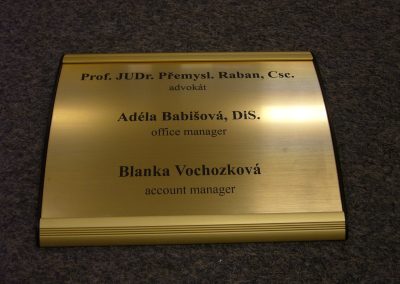 Prof. JUDr. Přemysl. Raban, Csc.
advokát
Adéla Babišová, DiS.
office manager
Blanka Vochozková
account manager